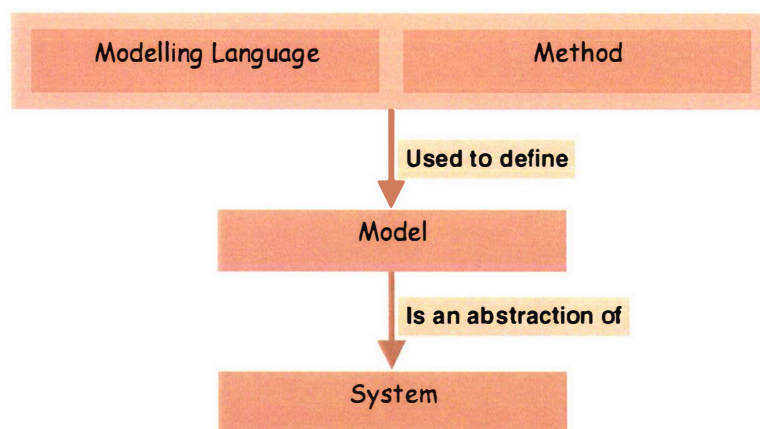 Modelling Language
Method
Used to define
Model
Is an abstraction of
System